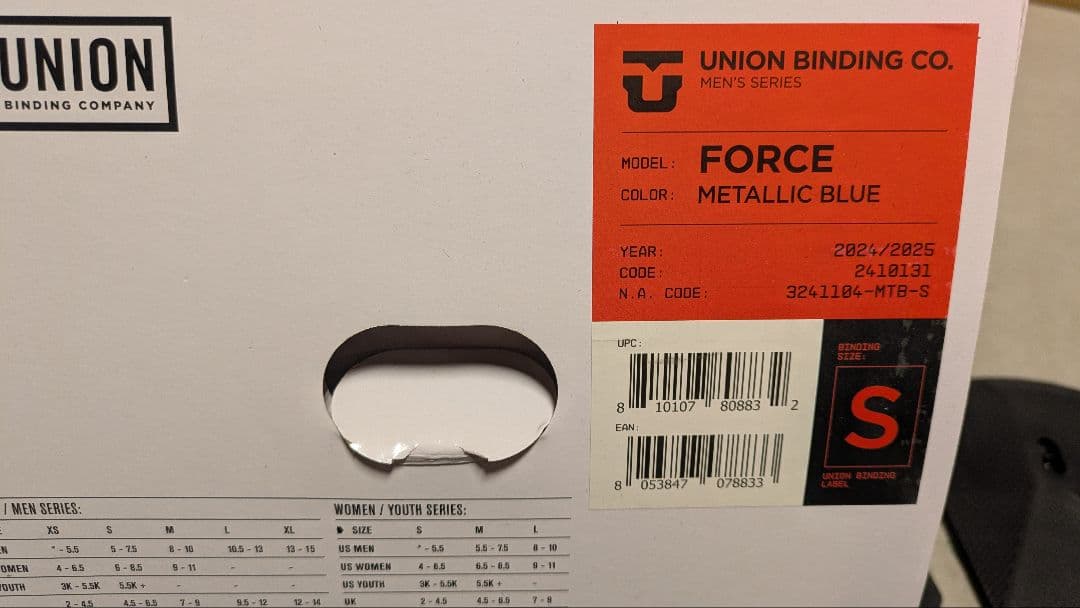 UNION
BINDING COMPANY
UNION BINDING CO.
MEN'S SERIES
MODEL: FORCE
COLOR: METALLIC BLUE
YEAR: 2024/2025
CODE: 2410131
N.A. CODE: 3241104-MTB-S
UPC:
8 10107 80883 2
EAN:
8 053847 078833
BINDING
SIZE:
S
UNION BINDING
LABEL
/ MEN SERIES:
XS S M L XL
5 - 7.5 8 - 10 10.5 - 13 13 - 15
4 - 6.5 6 - 8.5 9 - 11 - -
3K - 5.5K 5.5K + - - -
2 - 4.5 4.5 - 6.5 7 - 9 9.5 - 12 12 - 14
WOMEN / YOUTH SERIES:
SIZE S M L
US MEN - 5.5 5.5 - 7.5 8 - 10
US WOMEN 4 - 6.5 6.5 - 8.5 9 - 11
US YOUTH 3K - 5.5K 5.5K + -
UK 2 - 4.5 4.5 - 6.5 7 - 9